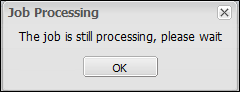 Job Processing
The job is still processing, please wait
OK